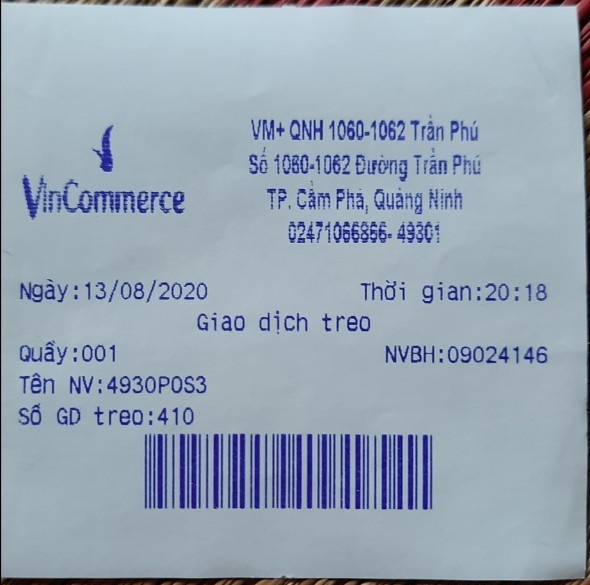 VinCommerce
VM+ QNH 1060-1062 Trần Phú
Số 1060-1062 Đường Trần Phú
TP. Cẩm Phả, Quảng Ninh
02471066866- 49301
Ngày:13/08/2020 Thời gian:20:18
Giao dịch treo
Quầy:001 NVBH:09024146
Tên NV:4930POS3
Số GD treo:410